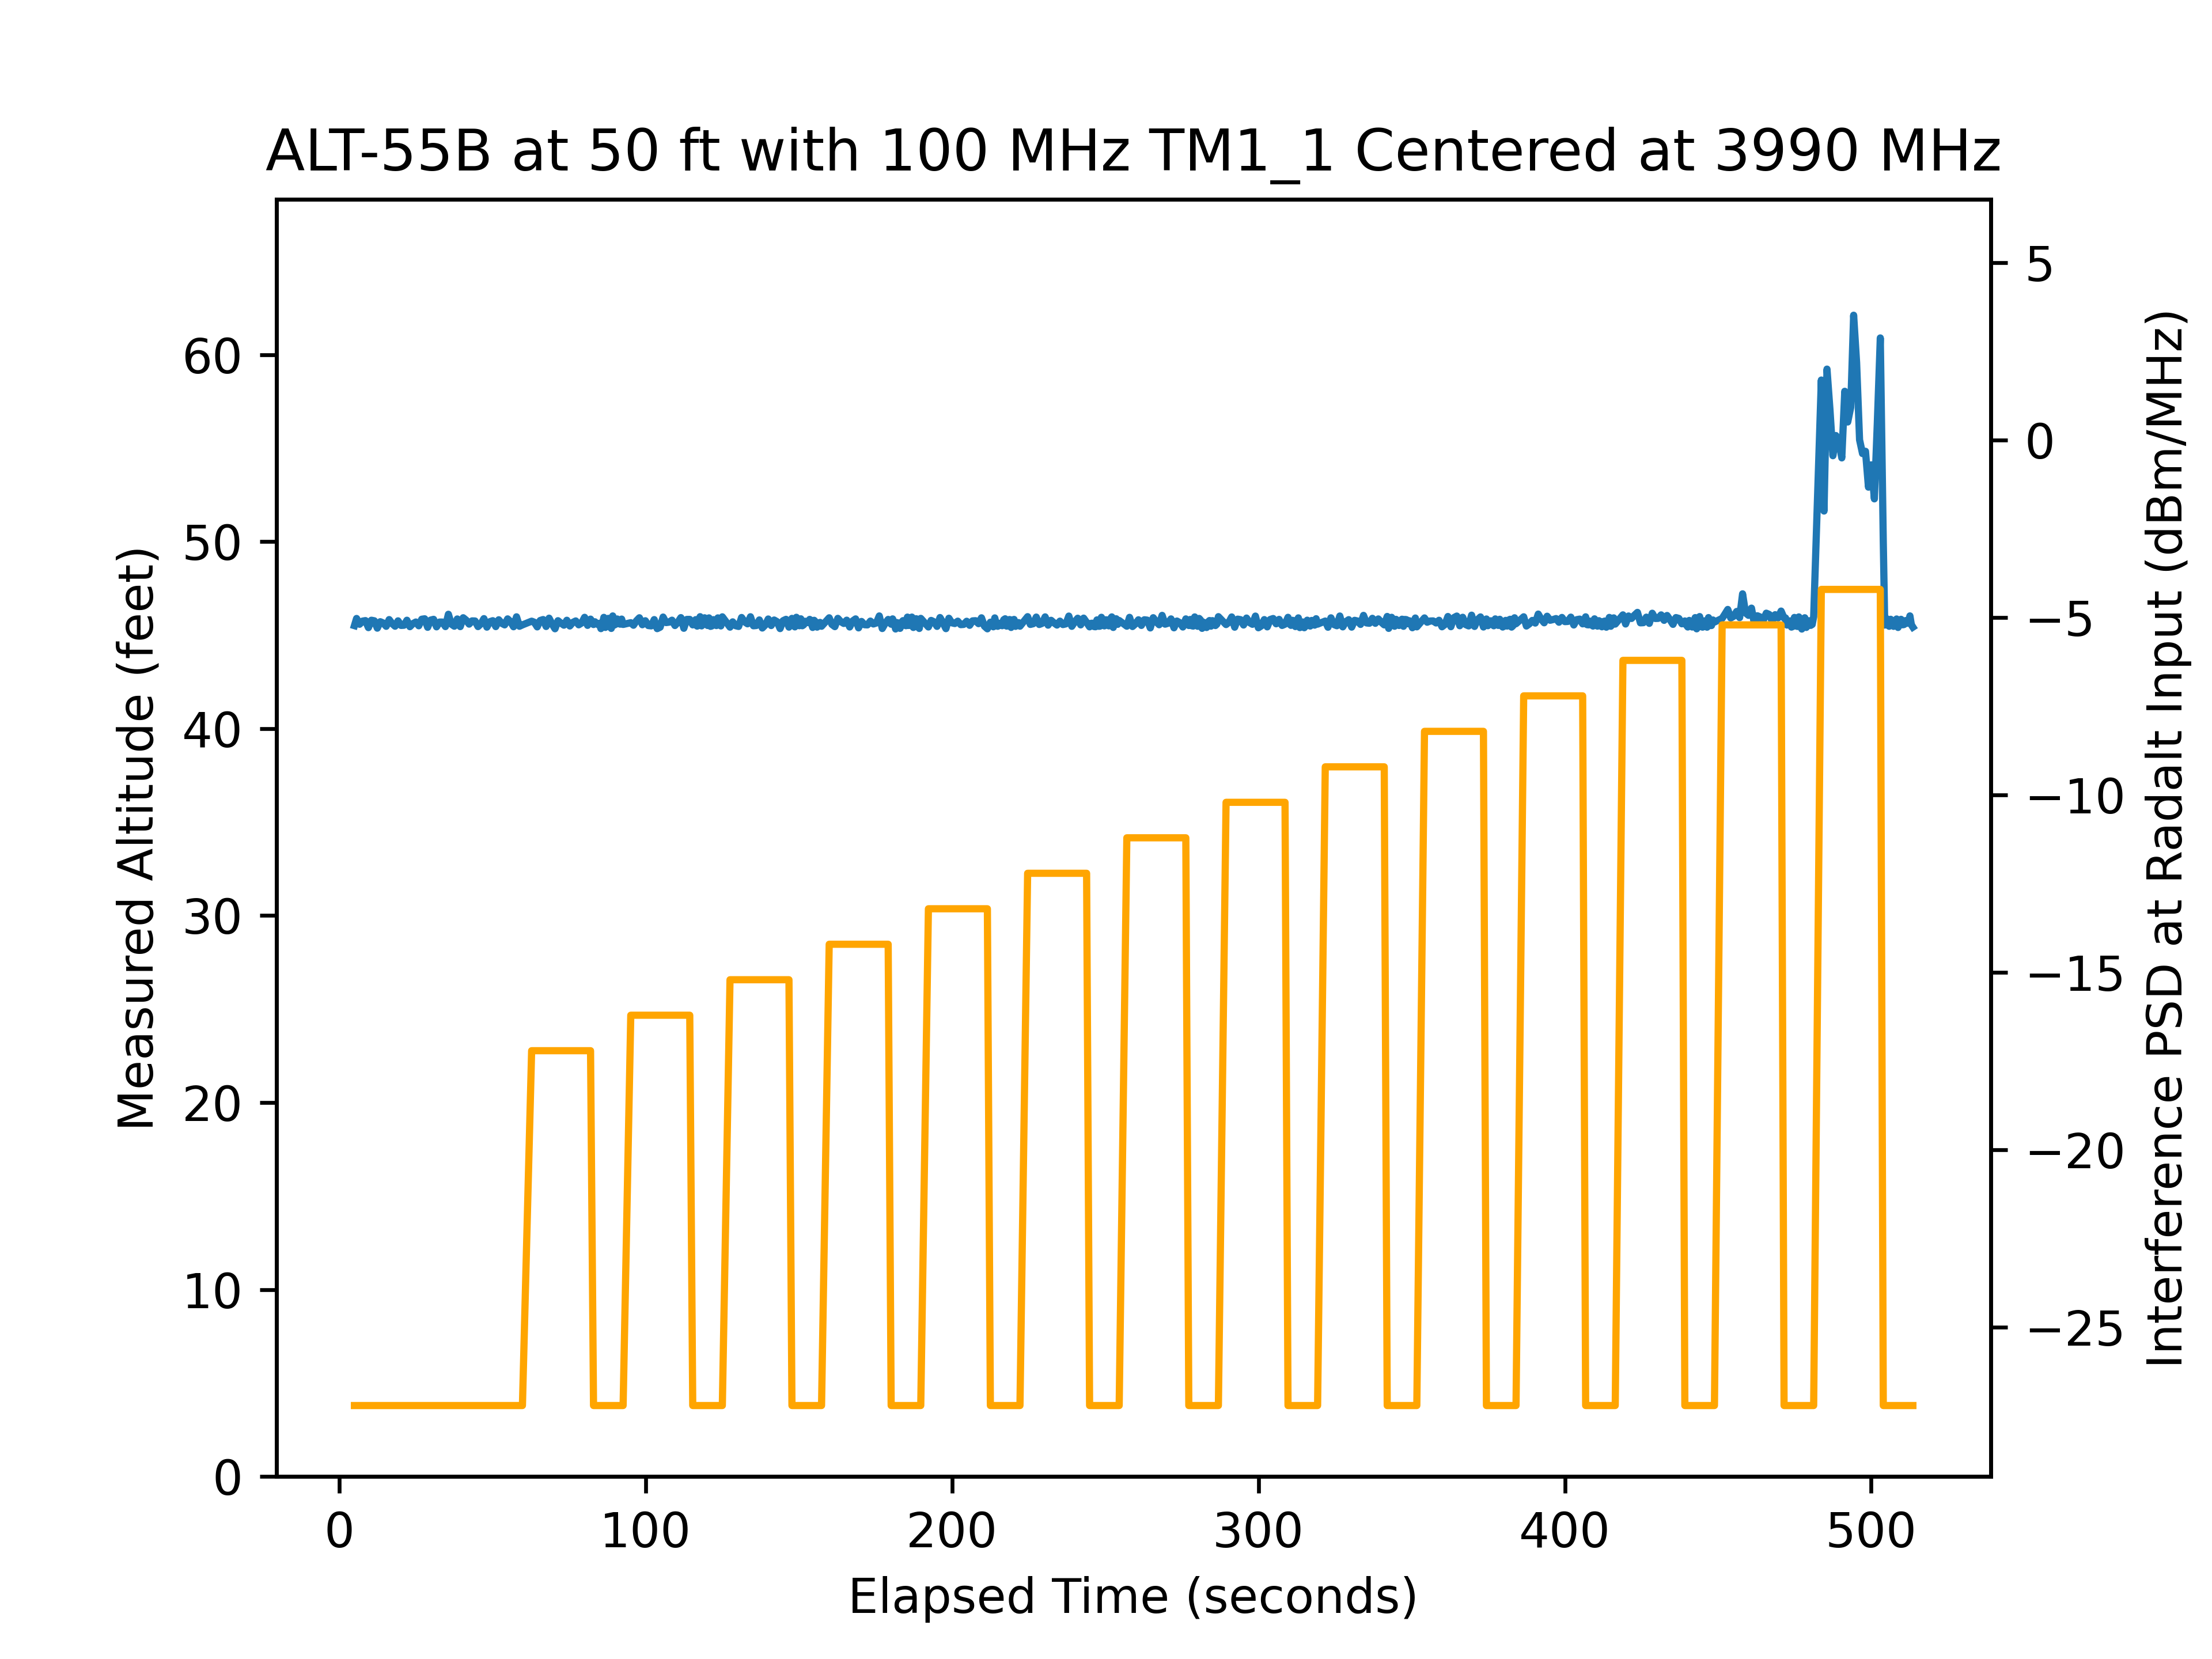 ALT-55B at 50 ft with 100 MHz TM1_1 Centered at 3990 MHz
Measured Altitude (feet)
60
50
40
30
20
10
0
5
0
−5
−10
−15
−20
−25
Interference PSD at Radalt Input (dBm/MHz)
0 100 200 300 400 500
Elapsed Time (seconds)